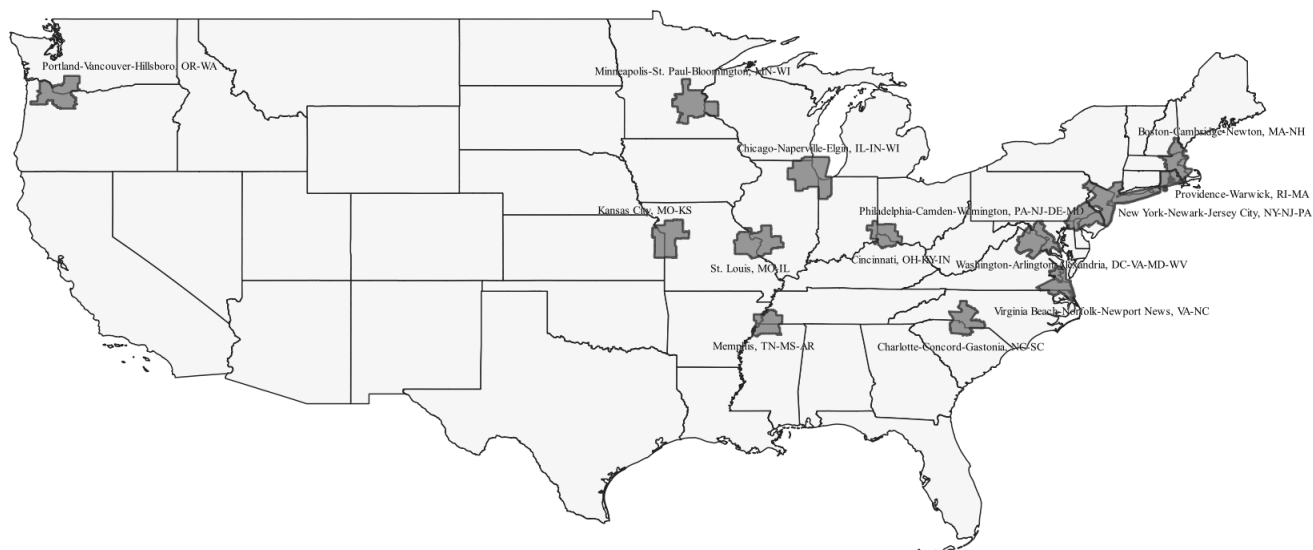 Portland-Vancouver-Hillsboro, OR-WA
Minneapolis-St. Paul-Bloomington, MN-WI
Boston-Cambridge-Newton, MA-NH
Chicago-Naperville-Elgin, IL-IN-WI
Providence-Warwick, RI-MA
Kansas City, MO-KS
Philadelphia-Camden-Wilmington, PA-NJ-DE-MD
New York-Newark-Jersey City, NY-NJ-PA
Cincinnati, OH-KY-IN
Washington-Arlington-Alexandria, DC-VA-MD-WV
St. Louis, MO-IL
Virginia Beach-Norfolk-Newport News, VA-NC
Memphis, TN-MS-AR
Charlotte-Concord-Gastonia, NC-SC